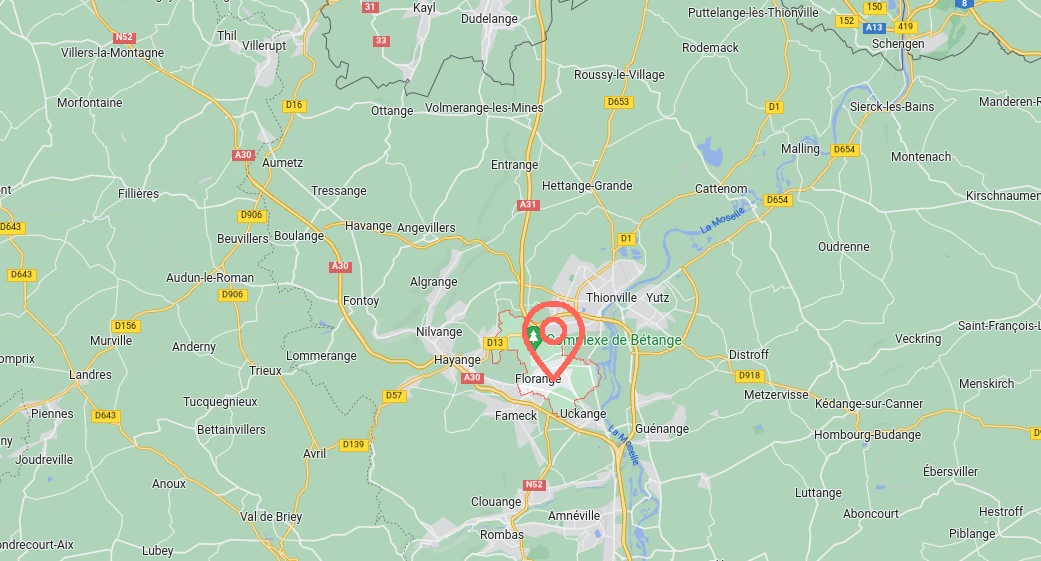 31
Kayl
Dudelange
Puttelange-lès-Thionville
150
8
152
A13
419
Thil
N52
Villerupt
33
Villers-la-Montagne
Rodemack
Schengen
Roussy-le-Village
Morfontaine
D16
Ottange
Volmerange-les-Mines
D653
D1
Sierck-les-Bains
Manderen-R
A30
Aumetz
Entrange
Malling
D654
Montenach
nt
Fillières
Tressange
Hettange-Grande
Cattenom
D654
Kirschnaumer
D643
D906
A31
La Moselle
Havange
Angevillers
Beuvillers
Boulange
D1
Oudrenne
D643
Audun-le-Roman
A30
Algrange
D906
Fontoy
Thionville
Yutz
D156
Nilvange
Saint-François-L
Murville
D13
Complexe de Bétange
Veckring
Anderny
Lommerange
Hayange
Distroff
omprix
Landres
Trieux
A30
Florange
D918
Menskirch
Tucquegnieux
D57
Metzervisse
Kédange-sur-Canner
Piennes
D643
Fameck
Uckange
Bettainvillers
La Moselle
Guénange
Hombourg-Budange
ny
D139
Joudreville
Avril
Ébersviller
Anoux
N52
Luttange
Clouange
Hestroff
Val de Briey
Amnéville
Aboncourt
Rombas
Piblange
ondrecourt-Aix
Lubey